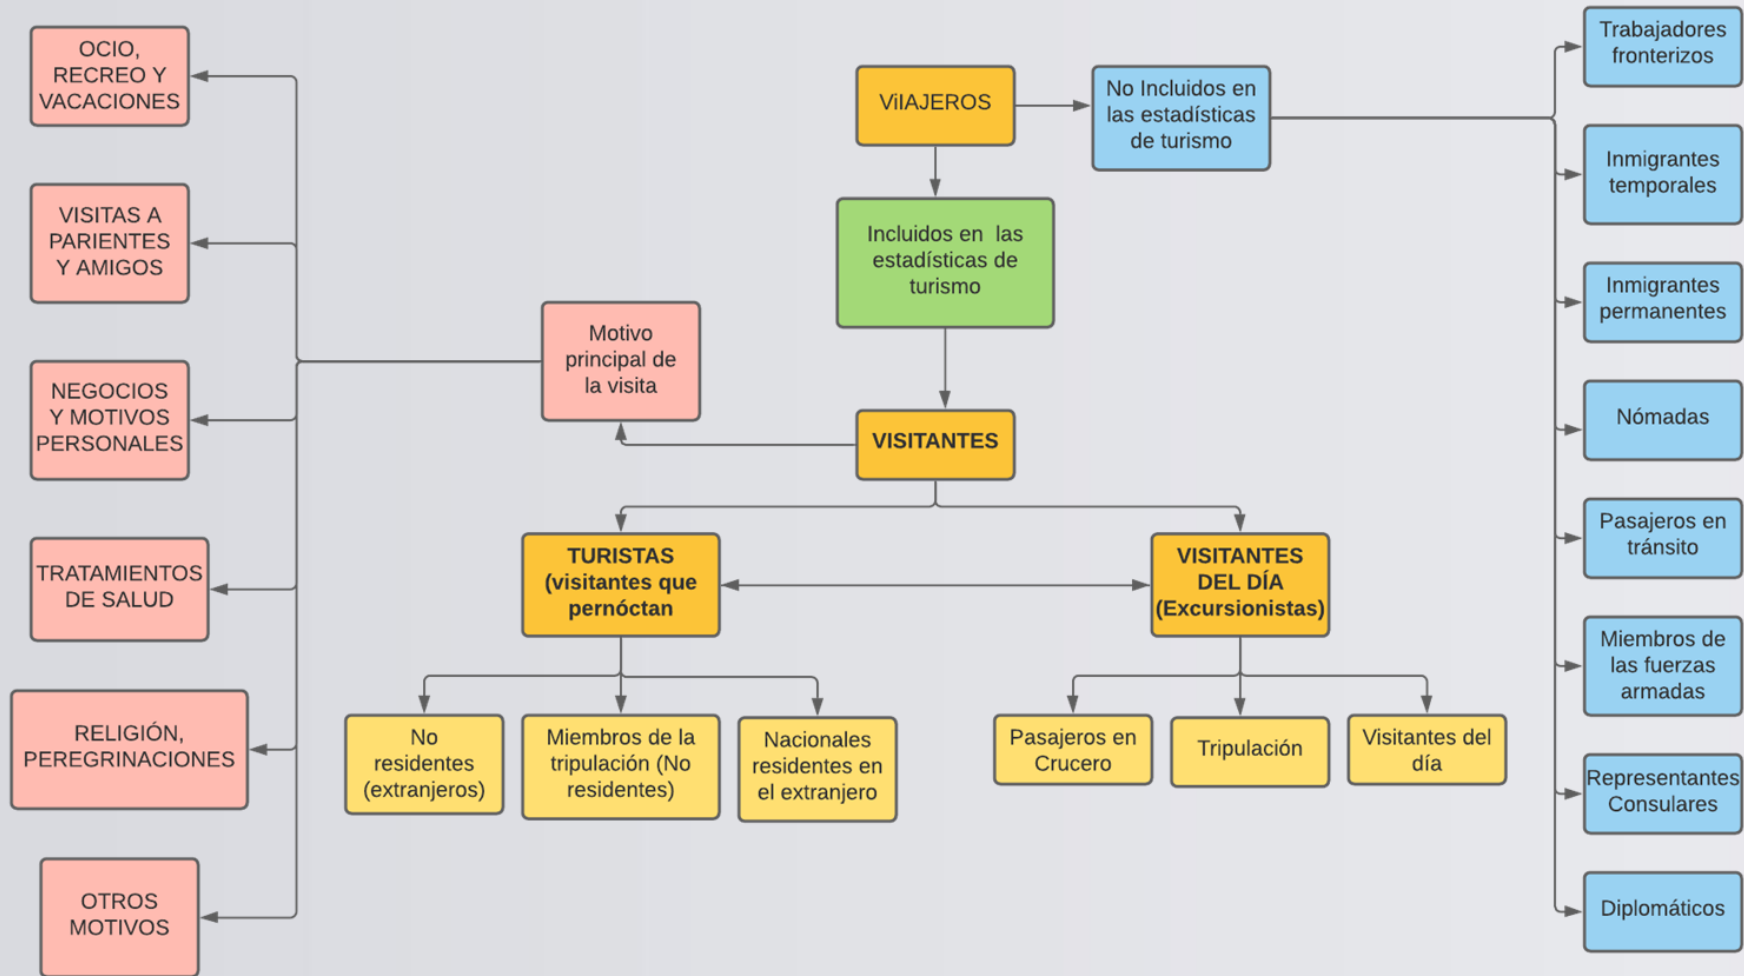 OCIO,
RECREO Y
VACACIONES
VISITAS A
PARIENTES
Y AMIGOS
NEGOCIOS
Y MOTIVOS
PERSONALES
TRATAMIENTOS
DE SALUD
RELIGIÓN,
PEREGRINACIONES
OTROS
MOTIVOS
Motivo
principal de
la visita
ViIAJEROS
No Incluidos en
las estadísticas
de turismo
Incluidos en las
estadísticas de
turismo
VISITANTES
TURISTAS
(visitantes que
pernóctan
VISITANTES
DEL DÍA
(Excursionistas)
No
residentes
(extranjeros)
Miembros de la
tripulación (No
residentes)
Nacionales
residentes en
el extranjero
Pasajeros en
Crucero
Tripulación
Visitantes del
día
Trabajadores
fronterizos
Inmigrantes
temporales
Inmigrantes
permanentes
Nómadas
Pasajeros en
tránsito
Miembros de
las fuerzas
armadas
Representantes
Consulares
Diplomáticos